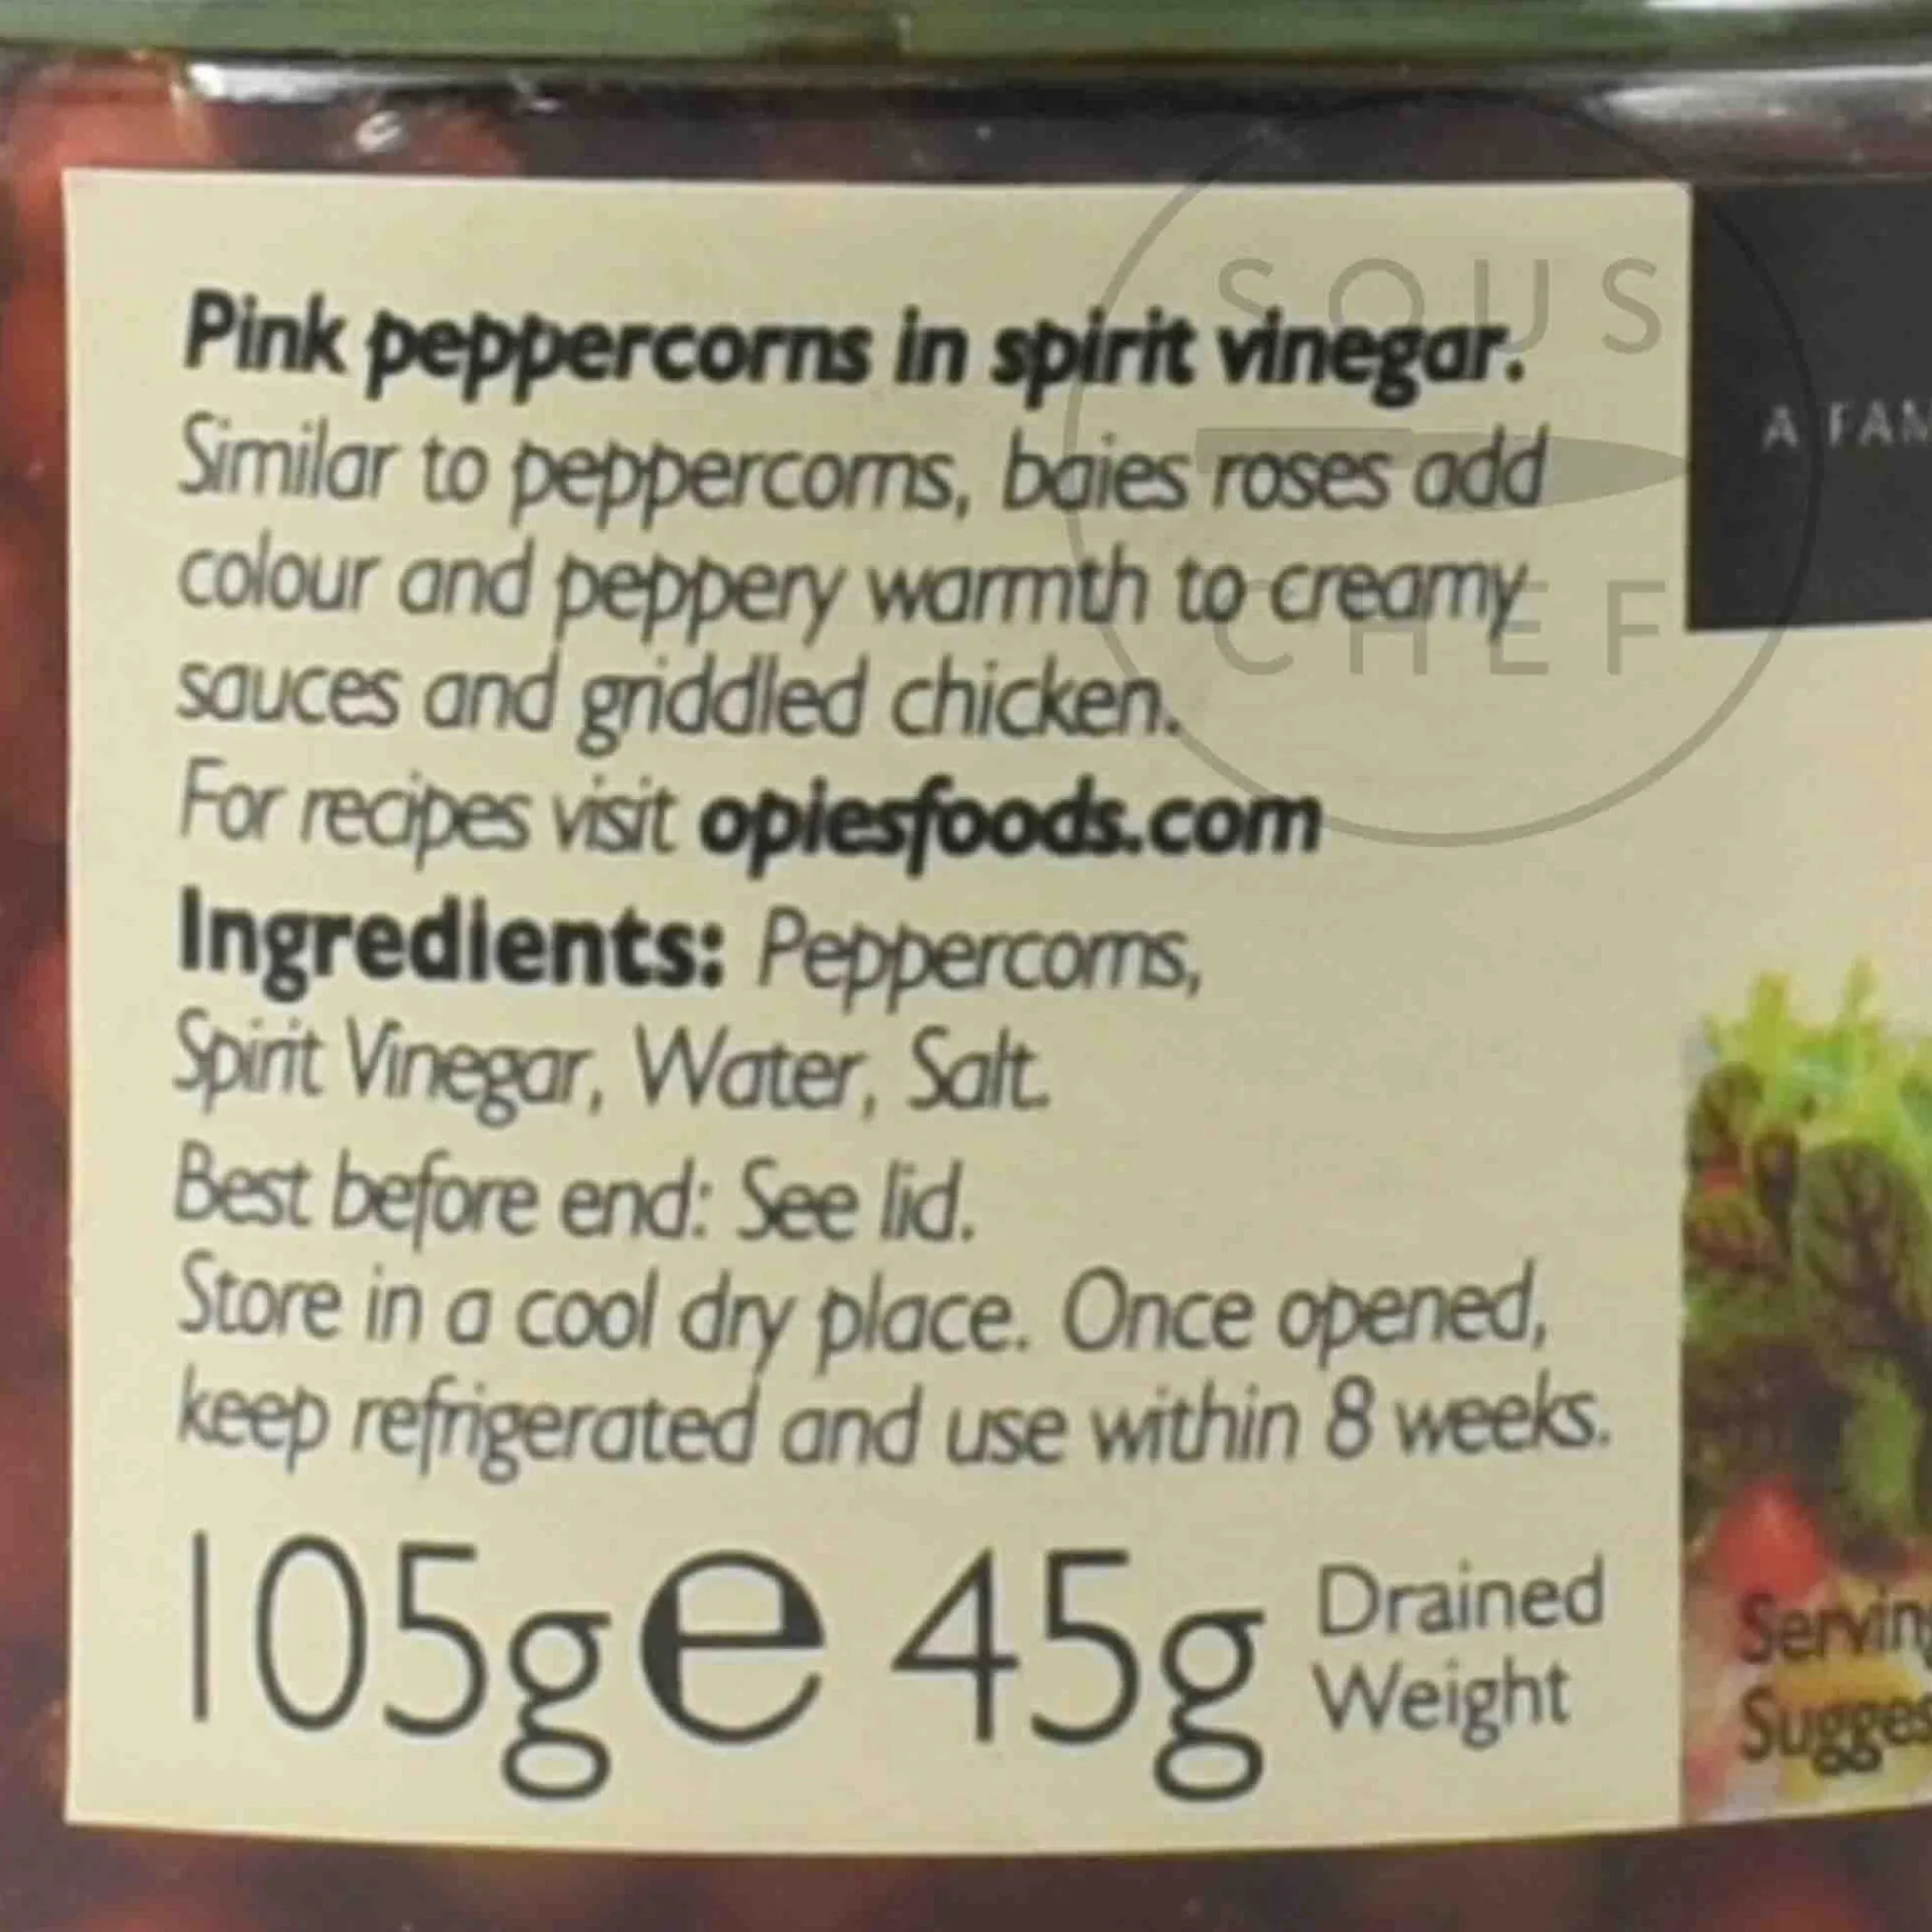 Pink peppercorns in spirit vinegar.
Similar to peppercorns, baies roses add
colour and peppery warmth to creamy
sauces and griddled chicken.
For recipes visit opiesfoods.com
Ingredients: Peppercorns,
Spirit Vinegar, Water, Salt.
Best before end: See lid.
Store in a cool dry place. Once opened,
keep refrigerated and use within 8 weeks.
105g e 45g Drained
Weight
SOUS
CHEF
A FAM
Serving
Sugges